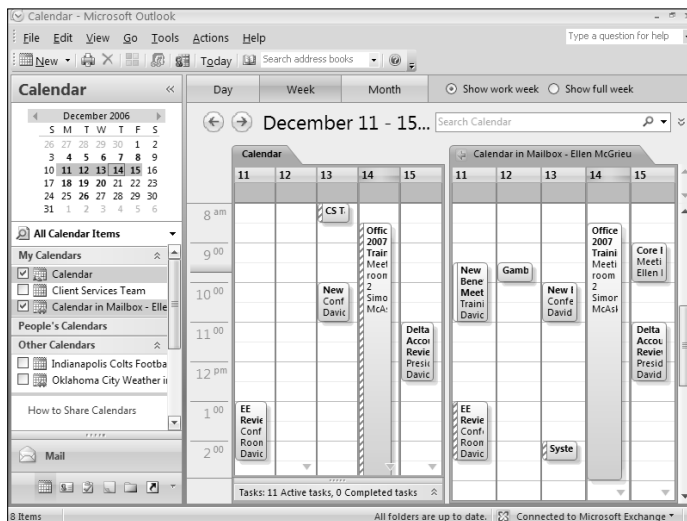 Calendar - Microsoft Outlook
File Edit View Go Tools Actions Help
Type a question for help
New Today Search address books
Calendar «
Day Week Month Show work week Show full week
December 2006
S M T W T F S
26 27 28 29 30 1 2
3 4 5 6 7 8 9
10 11 12 13 14 15 16
17 18 19 20 21 22 23
24 25 26 27 28 29 30
31 1 2 3 4 5 6
All Calendar Items
My Calendars
Calendar
Client Services Team
Calendar in Mailbox - Elle
People's Calendars
Other Calendars
Indianapolis Colts Footba
Oklahoma City Weather i
How to Share Calendars
Mail
December 11 - 15...
Search Calendar
Calendar
11 12 13 14 15
8 am
9 00
10 00
11 00
12 pm
1 00
2 00
CS T
Offic
2007
Trair
Meet
roon
2
Simo
McA
New
Conf
Davic
Delta
Accou
Revie
Presic
Davic
EE
Revie
Conf
Roon
Davic
Tasks: 11 Active tasks, 0 Completed tasks
Calendar in Mailbox - Ellen McGrieu
11 12 13 14 15
Office
2007
Traini
Meeti
room
2
Simor
McAsl
Core I
Meeti
Ellen I
New
Bene
Meet
Traini
Davic
Gamb
New I
Confe
David
Delta
Accou
Reviev
Presid
David
EE
Revie
Conf
Room
Davic
Syste
8 Items
All folders are up to date.
Connected to Microsoft Exchange